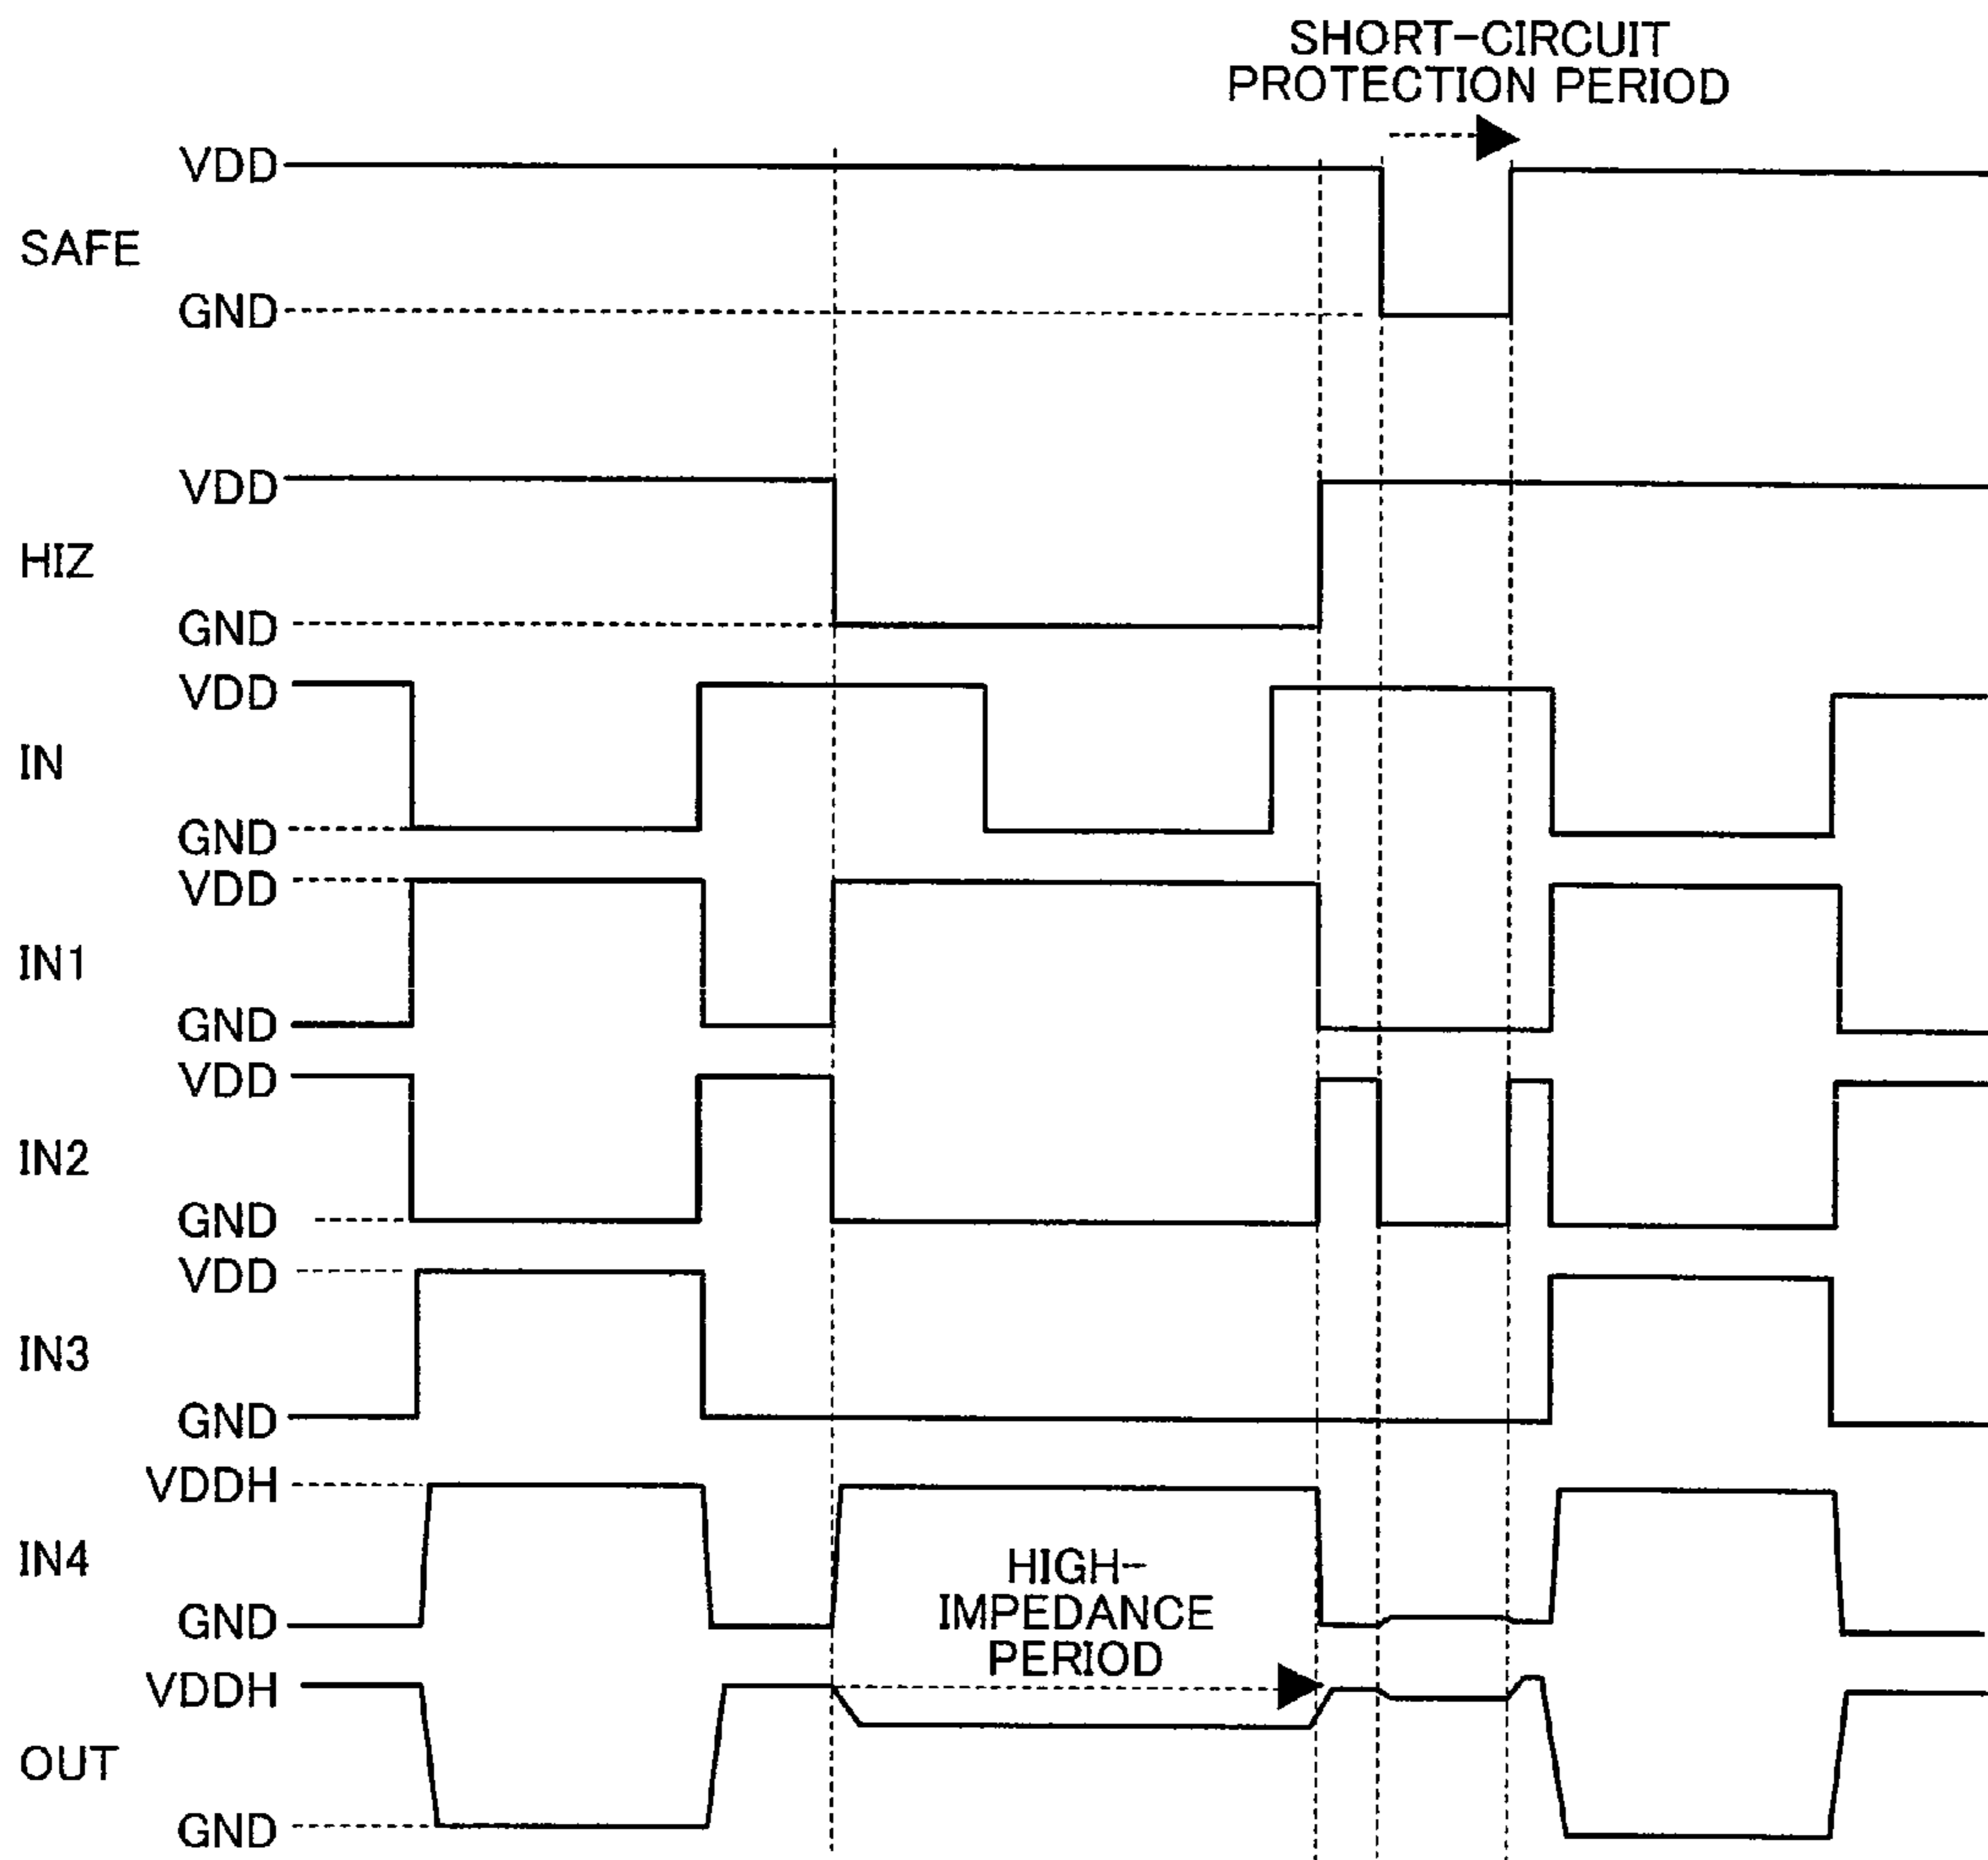 SHORT-CIRCUIT
PROTECTION PERIOD
VDD
SAFE
GND
VDD
HIZ
GND
VDD
IN
GND
VDD
IN1
GND
VDD
IN2
GND
VDD
IN3
GND
VDDH
IN4
GND
HIGH-
IMPEDANCE
PERIOD
VDDH
OUT
GND